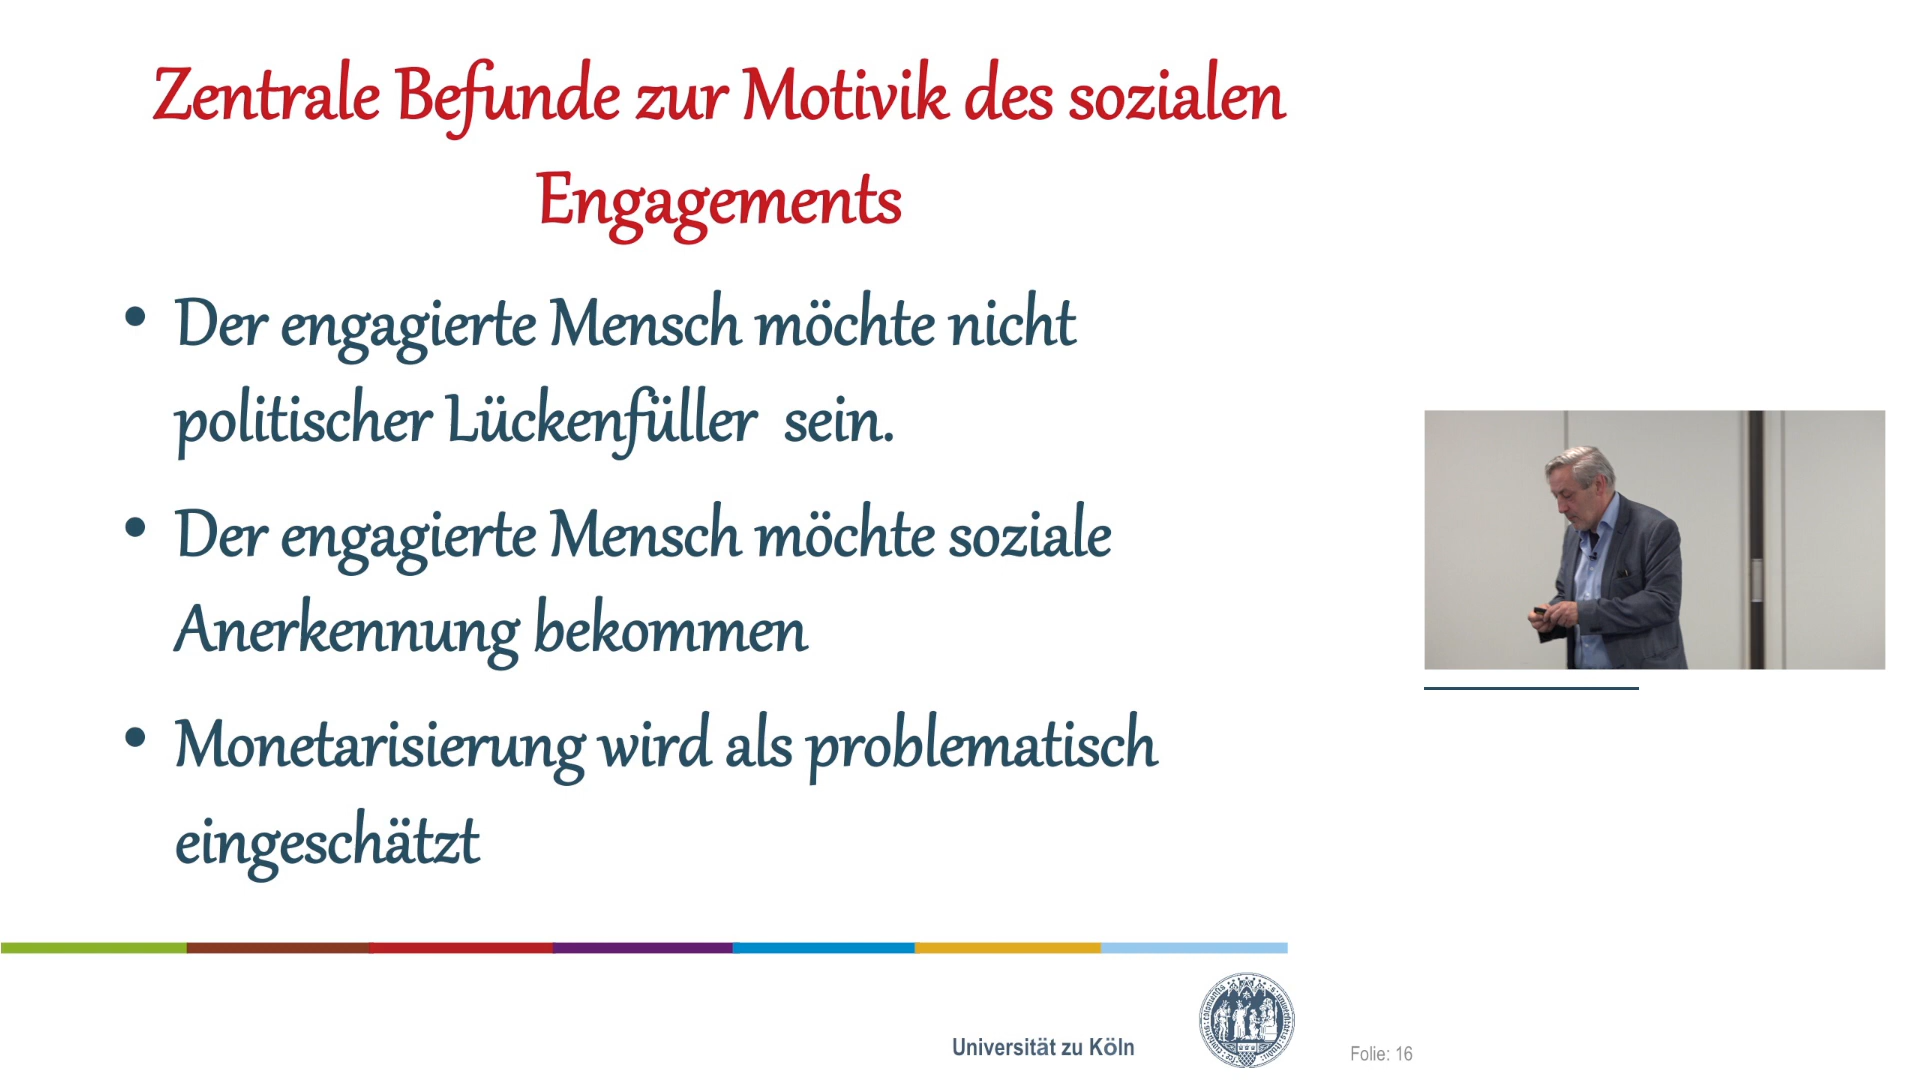 Zentrale Befunde zur Motivik des sozialen
Engagements
• Der engagierte Mensch möchte nicht
politischer Lückenfüller sein.
• Der engagierte Mensch möchte soziale
Anerkennung bekommen
• Monetarisierung wird als problematisch
eingeschätzt
Universität zu Köln
Folie: 16